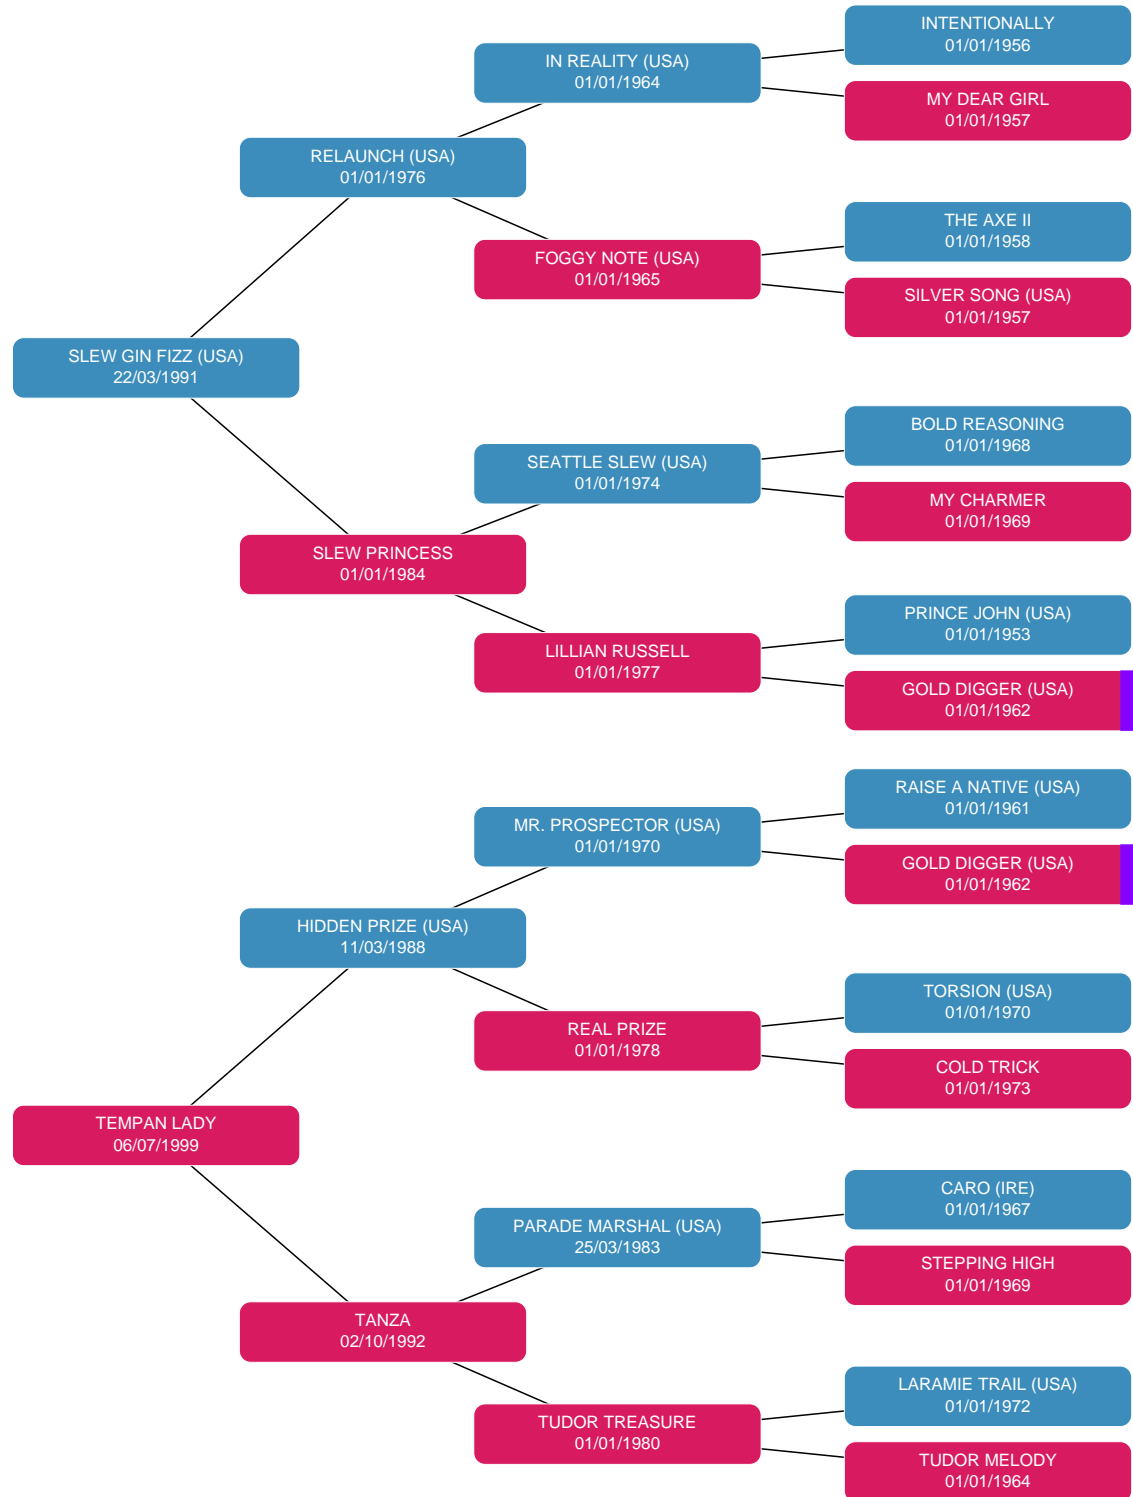 INTENTIONALLY
01/01/1956
IN REALITY (USA)
01/01/1964
MY DEAR GIRL
01/01/1957
RELAUNCH (USA)
01/01/1976
THE AXE II
01/01/1958
FOGGY NOTE (USA)
01/01/1965
SILVER SONG (USA)
01/01/1957
SLEW GIN FIZZ (USA)
22/03/1991
BOLD REASONING
01/01/1968
SEATTLE SLEW (USA)
01/01/1974
MY CHARMER
01/01/1969
SLEW PRINCESS
01/01/1984
PRINCE JOHN (USA)
01/01/1953
LILLIAN RUSSELL
01/01/1977
GOLD DIGGER (USA)
01/01/1962
RAISE A NATIVE (USA)
01/01/1961
MR. PROSPECTOR (USA)
01/01/1970
GOLD DIGGER (USA)
01/01/1962
HIDDEN PRIZE (USA)
11/03/1988
TORSION (USA)
01/01/1970
REAL PRIZE
01/01/1978
COLD TRICK
01/01/1973
TEMPAN LADY
06/07/1999
CARO (IRE)
01/01/1967
PARADE MARSHAL (USA)
25/03/1983
STEPPING HIGH
01/01/1969
TANZA
02/10/1992
LARAMIE TRAIL (USA)
01/01/1972
TUDOR TREASURE
01/01/1980
TUDOR MELODY
01/01/1964